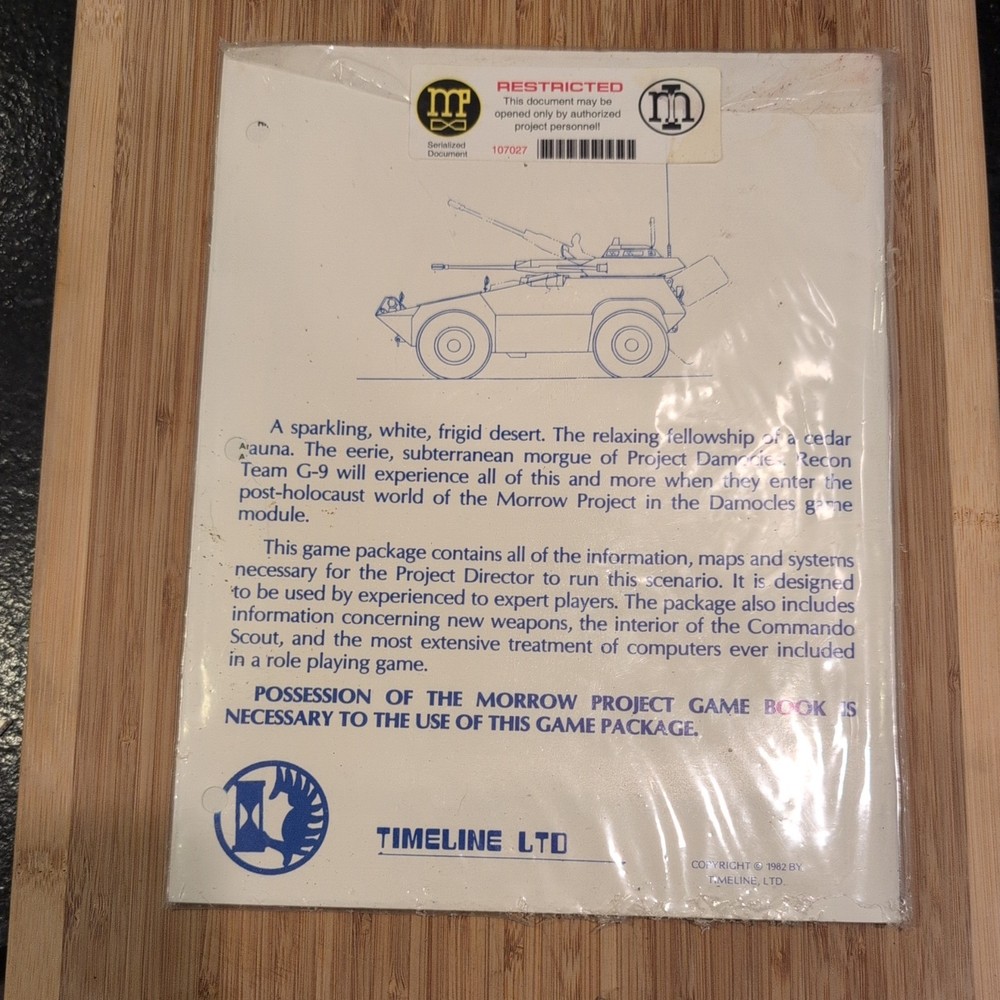 RESTRICTED
This document may be
opened only by authorized
project personnel!
mp
Serialized
Document
107027
A sparkling, white, frigid desert. The relaxing fellowship of a cedar
auna. The eerie, subterranean morgue of Project Damocles. Recon
Team G-9 will experience all of this and more when they enter the
post-holocaust world of the Morrow Project in the Damocles game
module.
This game package contains all of the information, maps and systems
necessary for the Project Director to run this scenario. It is designed
to be used by experienced to expert players. The package also includes
information concerning new weapons, the interior of the Commando
Scout, and the most extensive treatment of computers ever included
in a role playing game.
POSSESSION OF THE MORROW PROJECT GAME BOOK IS
NECESSARY TO THE USE OF THIS GAME PACKAGE.
TIMELINE LTD
COPYRIGHT © 1982 BY
TIMELINE, LTD.